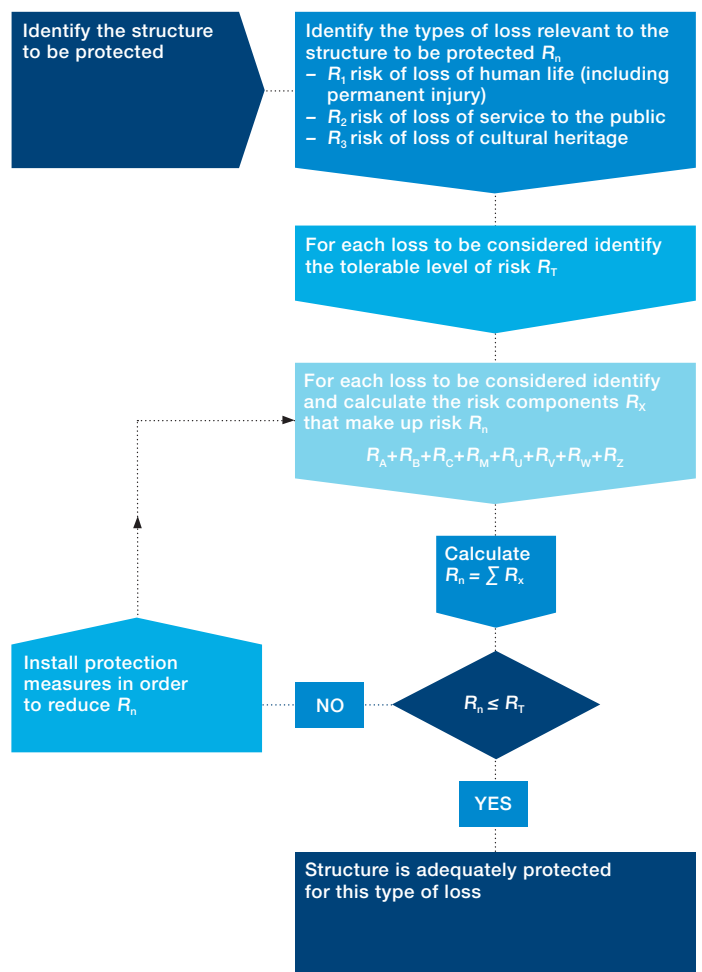 Identify the structure
to be protected
Identify the types of loss relevant to the
structure to be protected Rn
– R1 risk of loss of human life (including
permanent injury)
– R2 risk of loss of service to the public
– R3 risk of loss of cultural heritage
For each loss to be considered identify
the tolerable level of risk RT
For each loss to be considered identify
and calculate the risk components RX
that make up risk Rn
RA+RB+RC+RM+RU+RV+RW+RZ
Calculate
Rn = ∑ Rx
Install protection
measures in order
to reduce Rn
NO
Rn ≤ RT
YES
Structure is adequately protected
for this type of loss